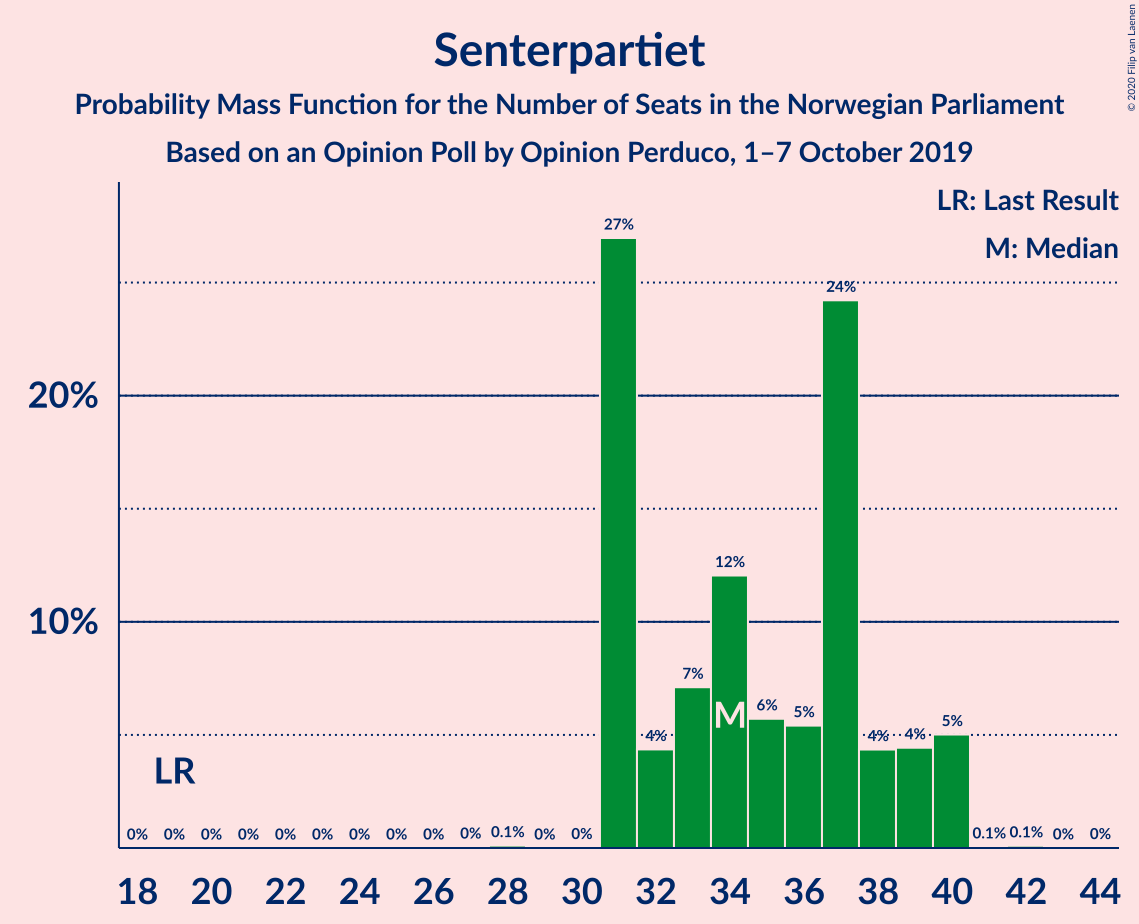 Senterpartiet
Probability Mass Function for the Number of Seats in the Norwegian Parliament
Based on an Opinion Poll by Opinion Perduco, 1–7 October 2019
© 2020 Filip van Laenen
LR: Last Result
M: Median
27%
24%
20%
12%
10%
7%
6%
5%
5%
4%
4%
4%
M
LR
0% 0% 0% 0% 0% 0% 0% 0% 0% 0% 0.1% 0% 0% 0.1% 0.1% 0% 0%
18 20 22 24 26 28 30 32 34 36 38 40 42 44